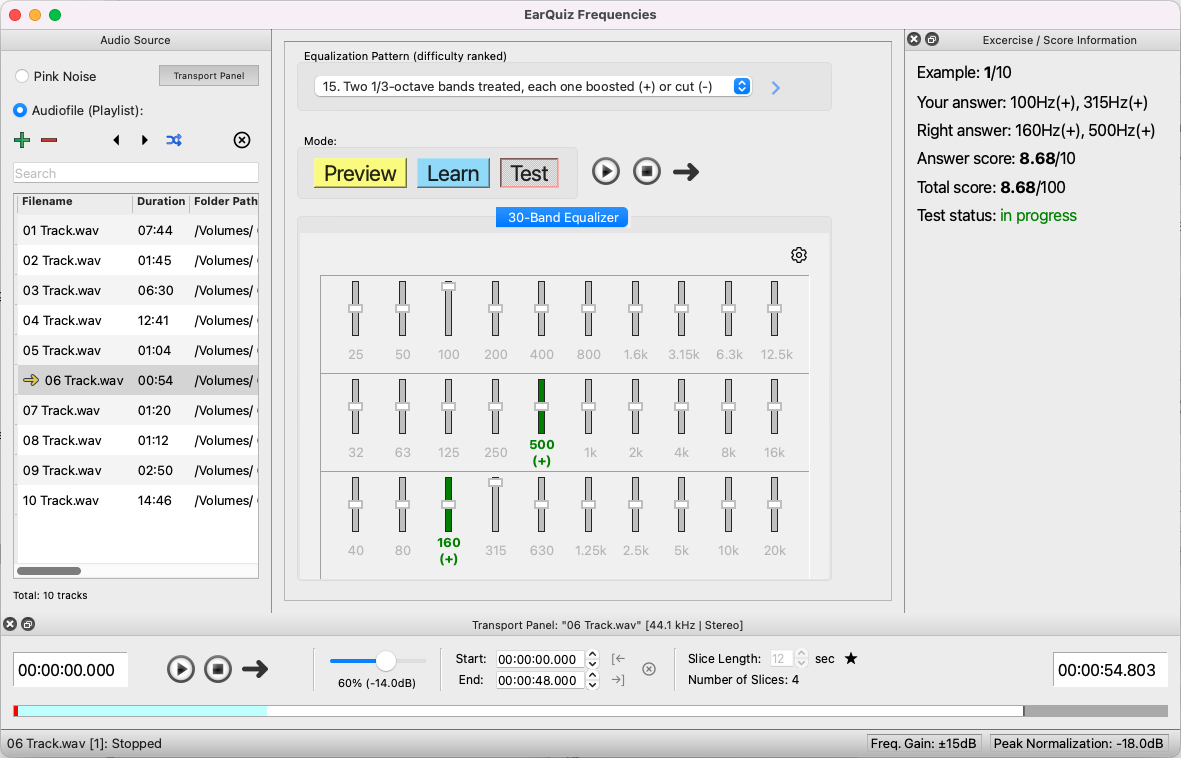 EarQuiz Frequencies
Audio Source
Pink Noise
Transport Panel
Audiofile (Playlist):
Search
Filename Duration Folder Path
01 Track.wav 07:44 /Volumes/
02 Track.wav 01:45 /Volumes/
03 Track.wav 06:30 /Volumes/
04 Track.wav 12:41 /Volumes/
05 Track.wav 01:04 /Volumes/
06 Track.wav 00:54 /Volumes/
07 Track.wav 01:20 /Volumes/
08 Track.wav 01:12 /Volumes/
09 Track.wav 02:50 /Volumes/
10 Track.wav 14:46 /Volumes/
Total: 10 tracks
Equalization Pattern (difficulty ranked)
15. Two 1/3-octave bands treated, each one boosted (+) or cut (-)
Mode:
Preview Learn Test
30-Band Equalizer
25 50 100 200 400 800 1.6k 3.15k 6.3k 12.5k
32 63 125 250 500 1k 2k 4k 8k 16k
(+)
40 80 160 315 630 1.25k 2.5k 5k 10k 20k
(+)
Excercise / Score Information
Example: 1/10
Your answer: 100Hz(+), 315Hz(+)
Right answer: 160Hz(+), 500Hz(+)
Answer score: 8.68/10
Total score: 8.68/100
Test status: in progress
Transport Panel: "06 Track.wav" [44.1 kHz | Stereo]
00:00:00.000
60% (-14.0dB)
Start: 00:00:00.000
End: 00:00:48.000
Slice Length: 12 sec
Number of Slices: 4
00:00:54.803
06 Track.wav [1]: Stopped
Freq. Gain: ±15dB
Peak Normalization: -18.0dB